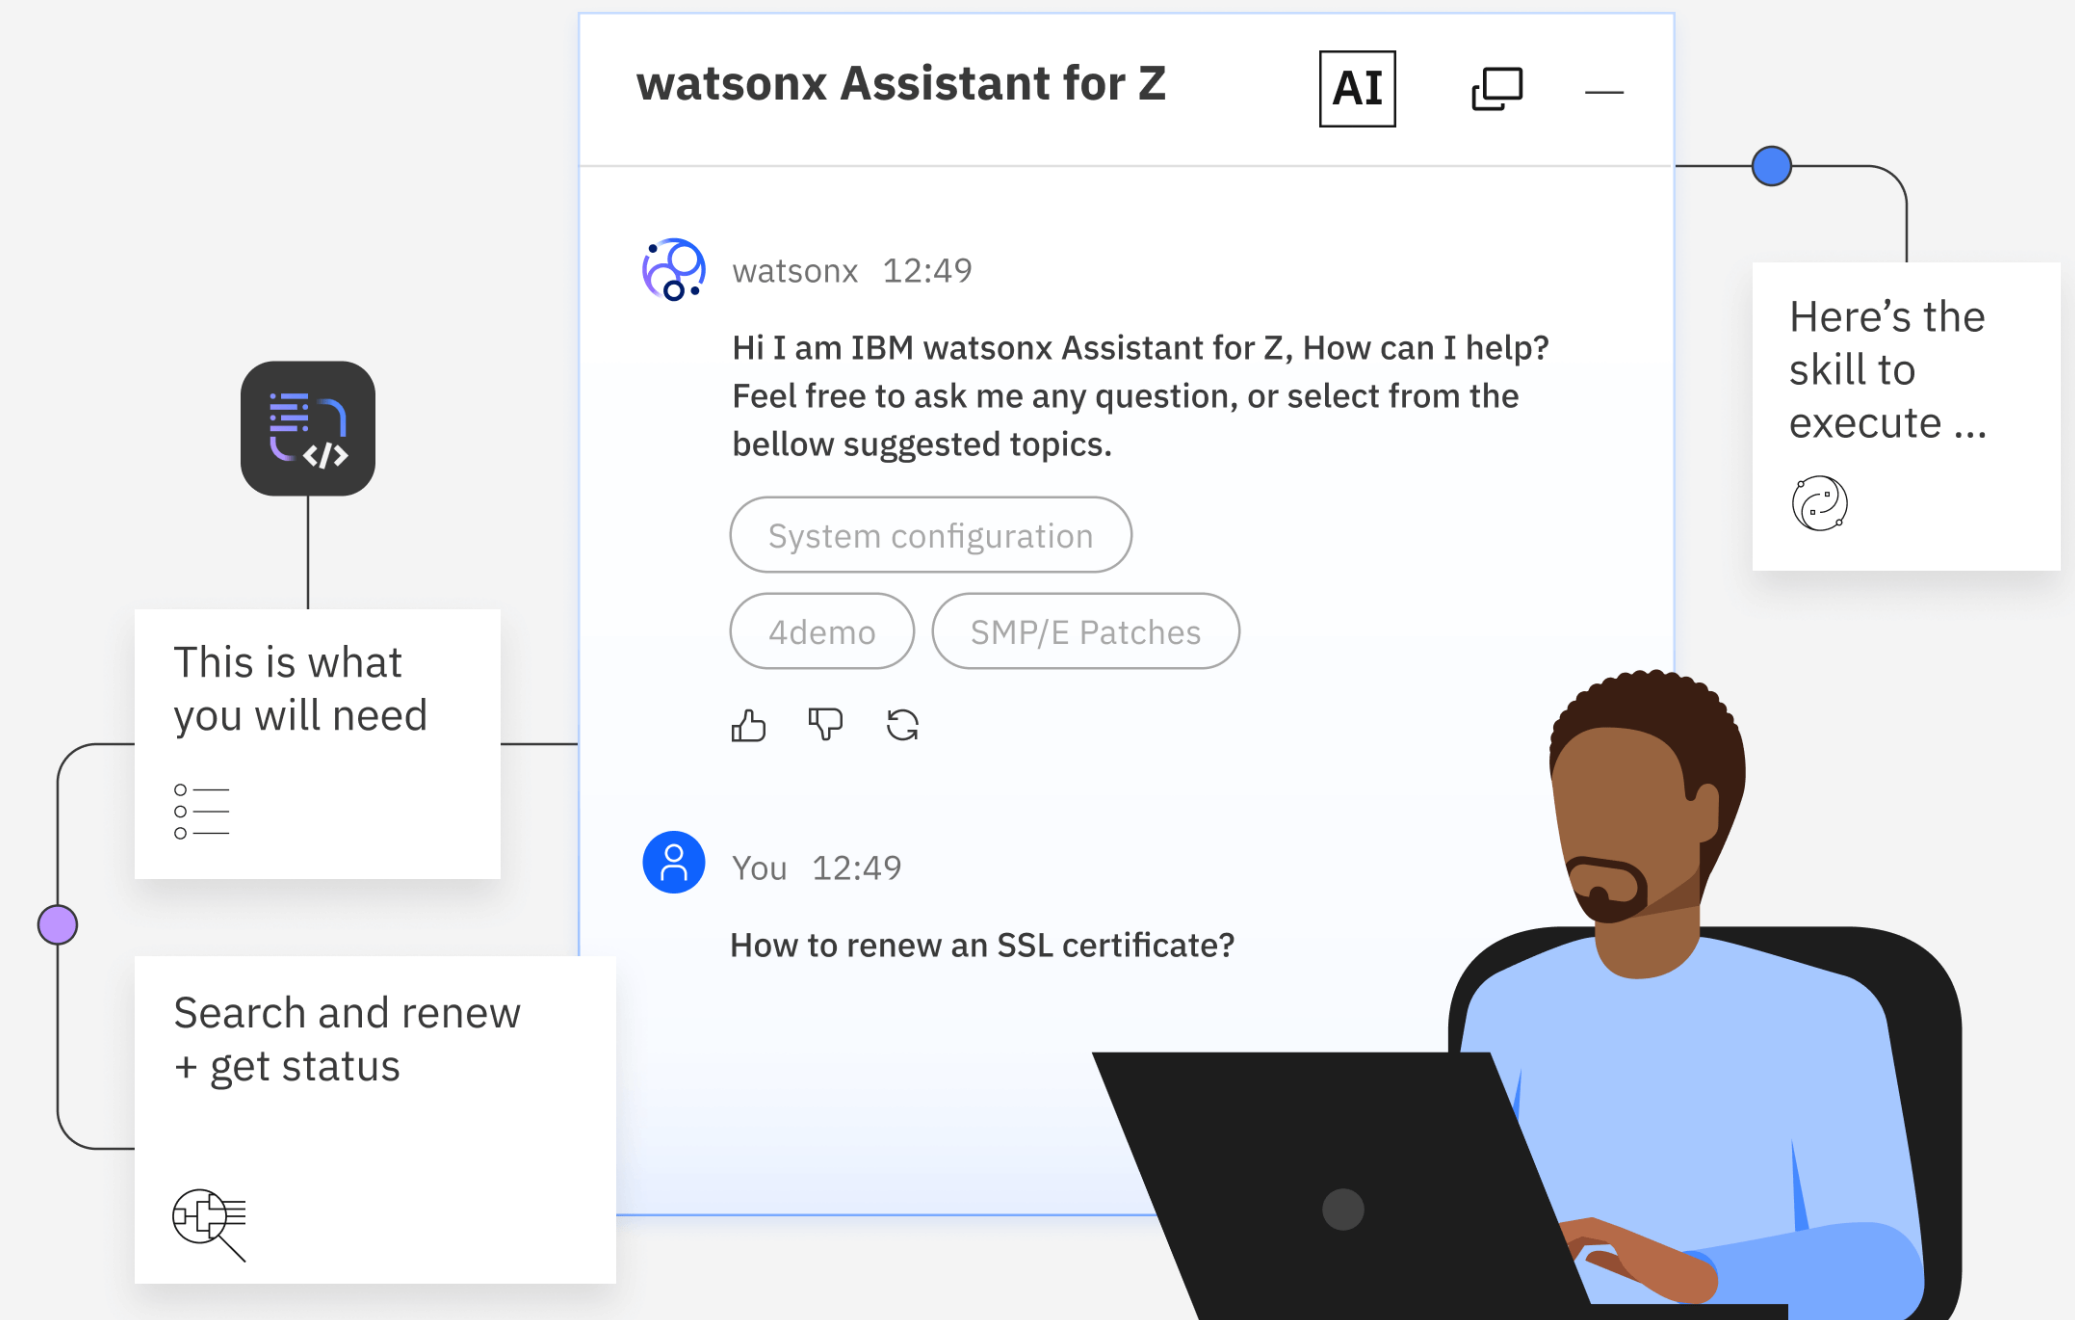 watsonx Assistant for Z
AI
watsonx 12:49
Hi I am IBM watsonx Assistant for Z, How can I help?
Feel free to ask me any question, or select from the
bellow suggested topics.
System configuration
4demo
SMP/E Patches
You 12:49
How to renew an SSL certificate?
Here’s the
skill to
execute ...
</>
This is what
you will need
Search and renew
+ get status